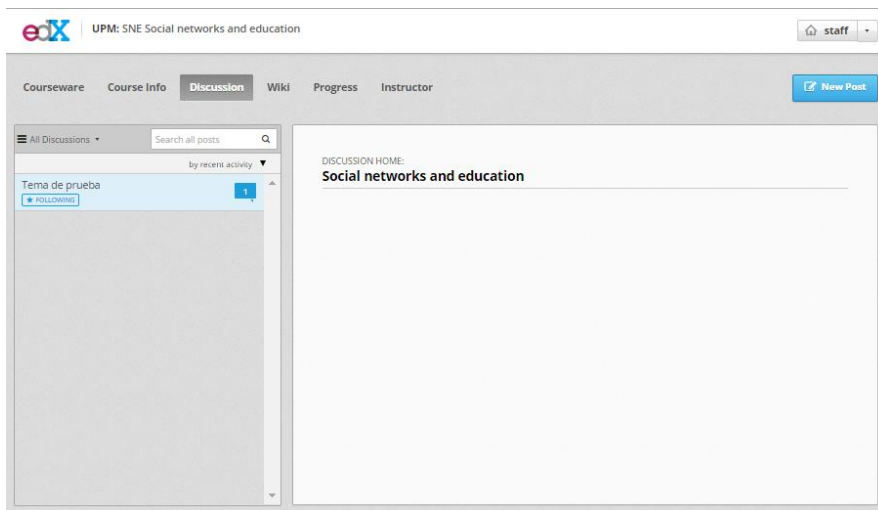 edX UPM: SNE Social networks and education staff
Courseware Course Info Discussion Wiki Progress Instructor New Post
All Discussions Search all posts
by recent activity
Tema de prueba 1
FOLLOWING
DISCUSSION HOME:
Social networks and education